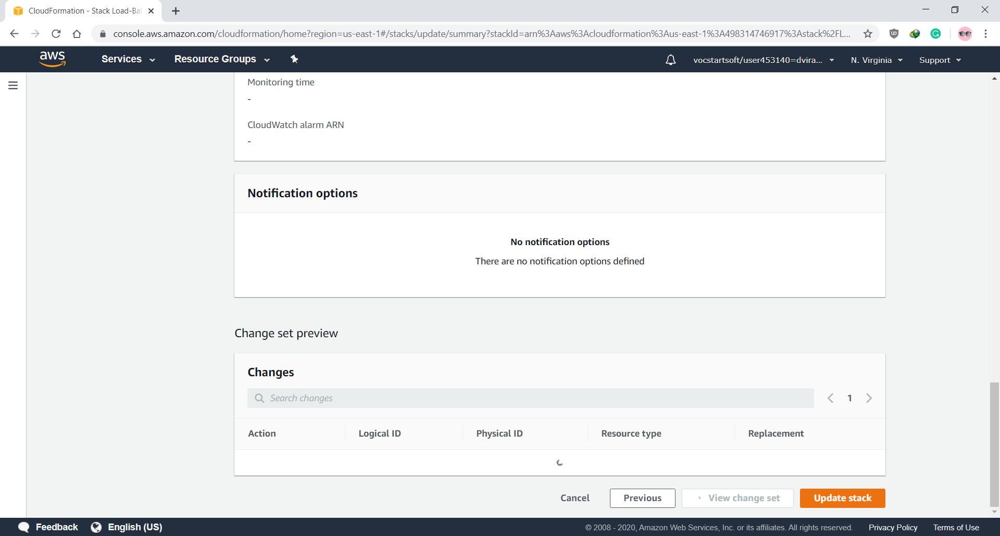 CloudFormation - Stack Load-Bal
console.aws.amazon.com/cloudformation/home?region=us-east-1#/stacks/update/summary?stackId=arn%3Aaws%3Acloudformation%3Aus-east-1%3A498314746917%3Astack%2FL...
aws Services Resource Groups vocstartsoft/user453140=dvira... N. Virginia Support
Monitoring time
-
CloudWatch alarm ARN
-
Notification options
No notification options
There are no notification options defined
Change set preview
Changes
Search changes 1
Action Logical ID Physical ID Resource type Replacement
Cancel Previous View change set Update stack
Feedback English (US) © 2008 - 2020, Amazon Web Services, Inc. or its affiliates. All rights reserved. Privacy Policy Terms of Use